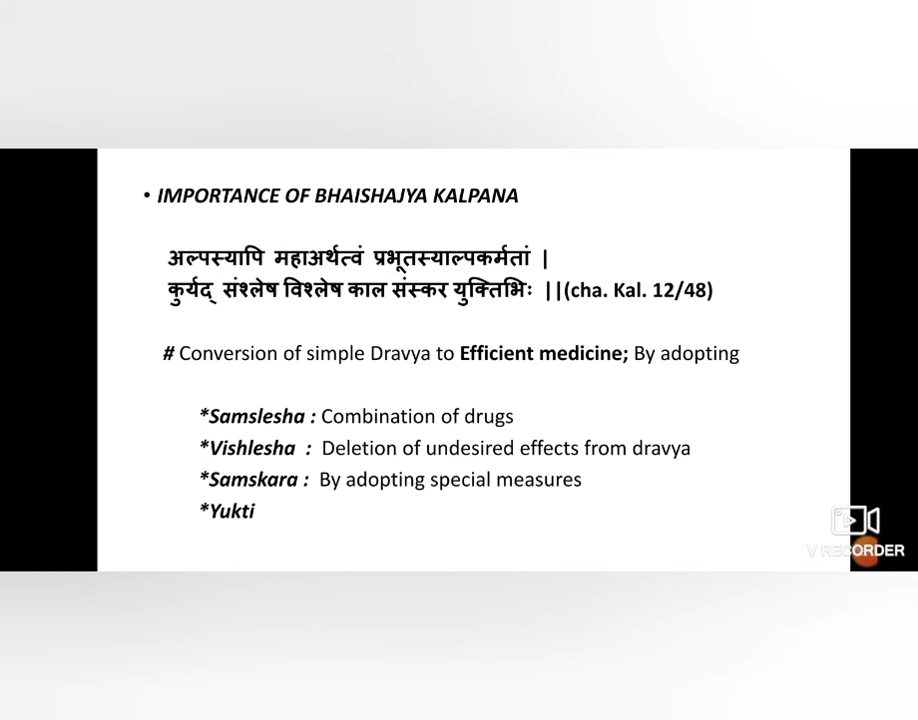 • IMPORTANCE OF BHAISHAJYA KALPANA
अल्पस्यापि महाअर्थत्वं प्रभूतस्याल्पकर्मतां |
कुर्यद् संश्लेष विश्लेष काल संस्कर युक्तिभिः ||(cha. Kal. 12/48)
# Conversion of simple Dravya to Efficient medicine; By adopting
*Samslesha : Combination of drugs
*Vishlesha : Deletion of undesired effects from dravya
*Samskara : By adopting special measures
*Yukti
V RECORDER